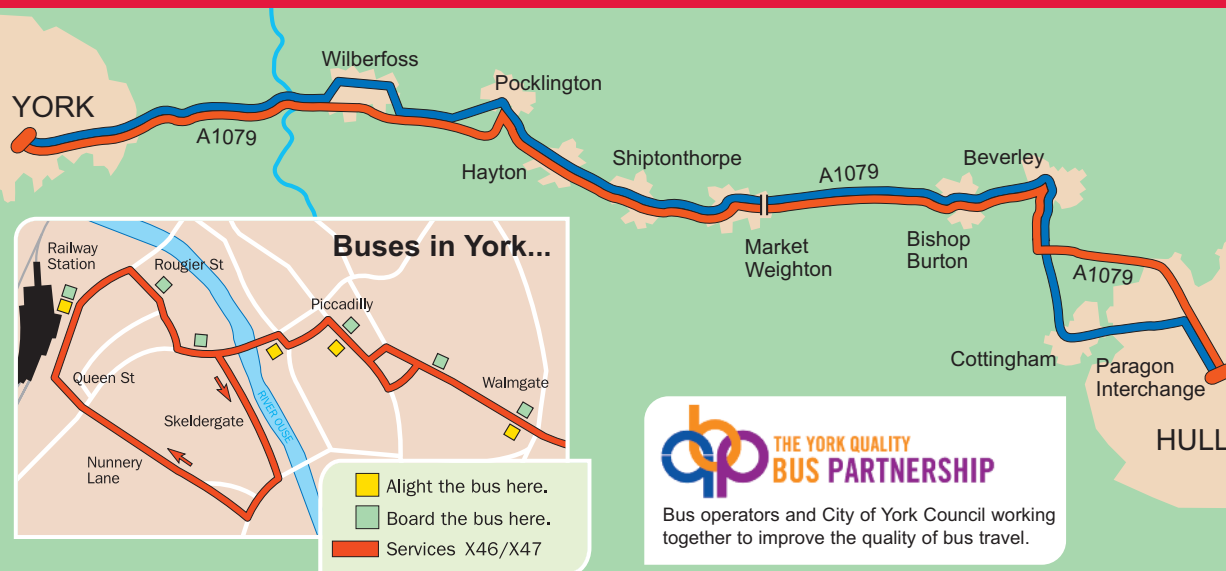 YORK
A1079
Wilberfoss
Pocklington
Hayton
Shiptonthorpe
Market
Weighton
A1079
Bishop
Burton
Beverley
A1079
Cottingham
Paragon
Interchange
HULL
Buses in York...
Railway
Station
Rougier St
Piccadilly
Queen St
Walmgate
Skeldergate
RIVER OUSE
Nunnery
Lane
Alight the bus here.
Board the bus here.
Services X46/X47
qbp
THE YORK QUALITY
BUS PARTNERSHIP
Bus operators and City of York Council working
together to improve the quality of bus travel.